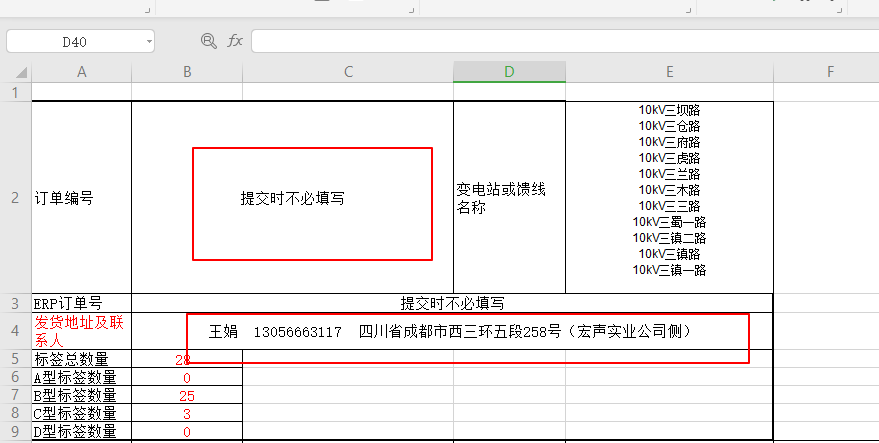 D40 fx
A B C D E F
1
2 订单编号 提交时不必填写 变电站或馈线
名称
10kV三坝路
10kV三仓路
10kV三府路
10kV三虎路
10kV三兰路
10kV三木路
10kV三三路
10kV三蜀一路
10kV三镇二路
10kV三镇路
10kV三镇一路
3 ERP订单号 提交时不必填写
4 发货地址及联
系人
王娟 13056663117 四川省成都市西三环五段258号（宏声实业公司侧）
5 标签总数量 28
6 A型标签数量 0
7 B型标签数量 25
8 C型标签数量 3
9 D型标签数量 0